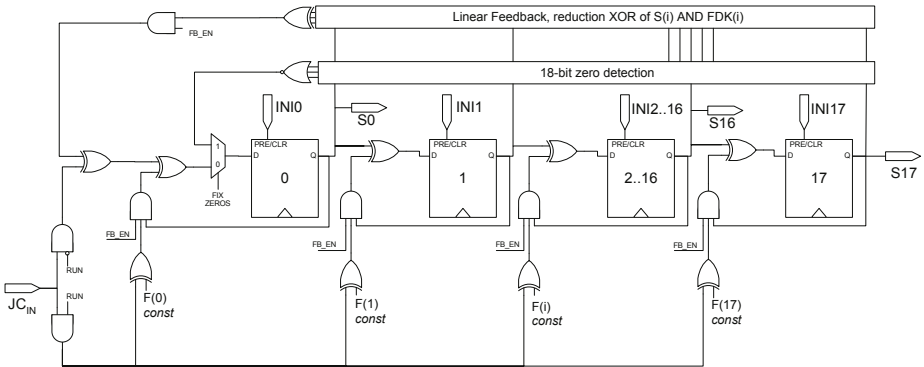 Linear Feedback, reduction XOR of S(i) AND FDK(i)
FB_EN
18-bit zero detection
INI0
S0
INI1
INI2..16
S16
INI17
PRE/CLR
D
Q
0
PRE/CLR
D
Q
1
PRE/CLR
D
Q
2..16
PRE/CLR
D
Q
17
S17
1
0
FIX
ZEROS
FB_EN
FB_EN
FB_EN
FB_EN
RUN
RUN
JCIN
F(0)
const
F(1)
const
F(i)
const
F(17)
const